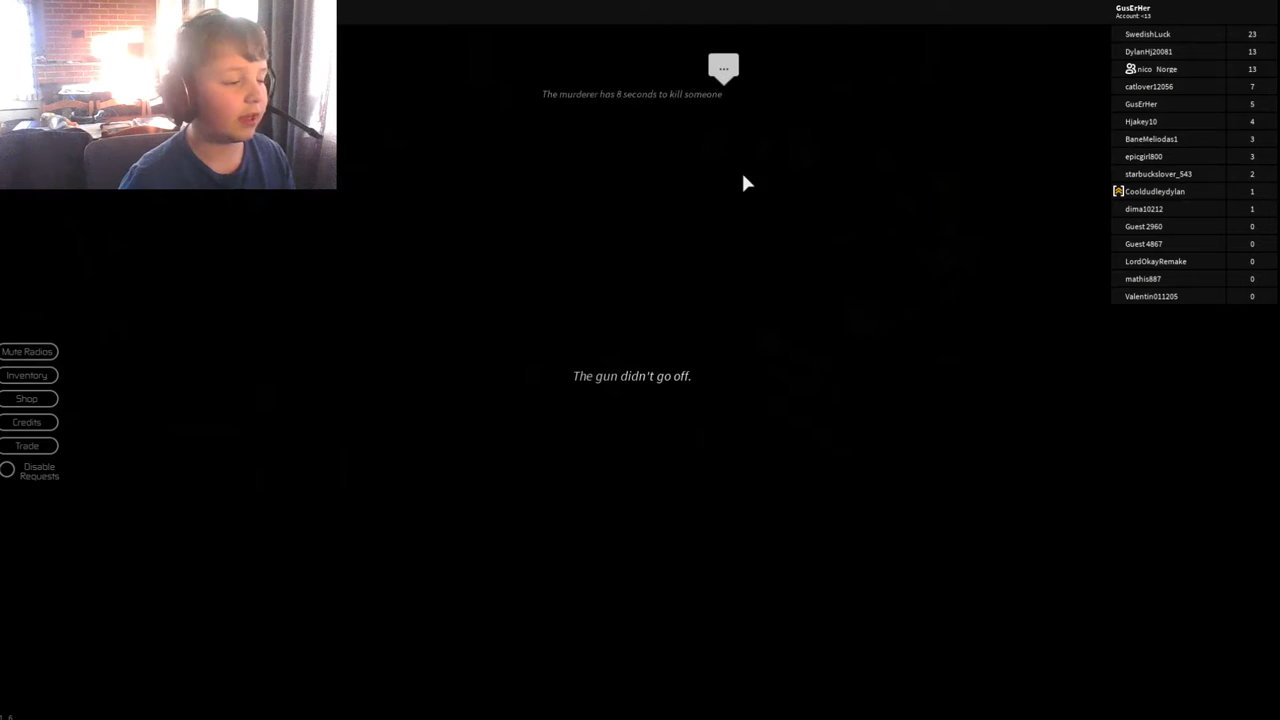 GusErHer
Account: <13
SwedishLuck 23
DylanHj20081 13
nico Norge 13
catlover12056 7
GusErHer 5
Hjakey10 4
BaneMeliodas1 3
epicgirl800 3
starbuckslover_543 2
Cooldudleydylan 1
dima10212 1
Guest 2960 0
Guest 4867 0
LordOkayRemake 0
mathis887 0
Valentin011205 0
...
The murderer has 8 seconds to kill someone
Mute Radios
Inventory
Shop
Credits
Trade
Disable
Requests
The gun didn't go off.